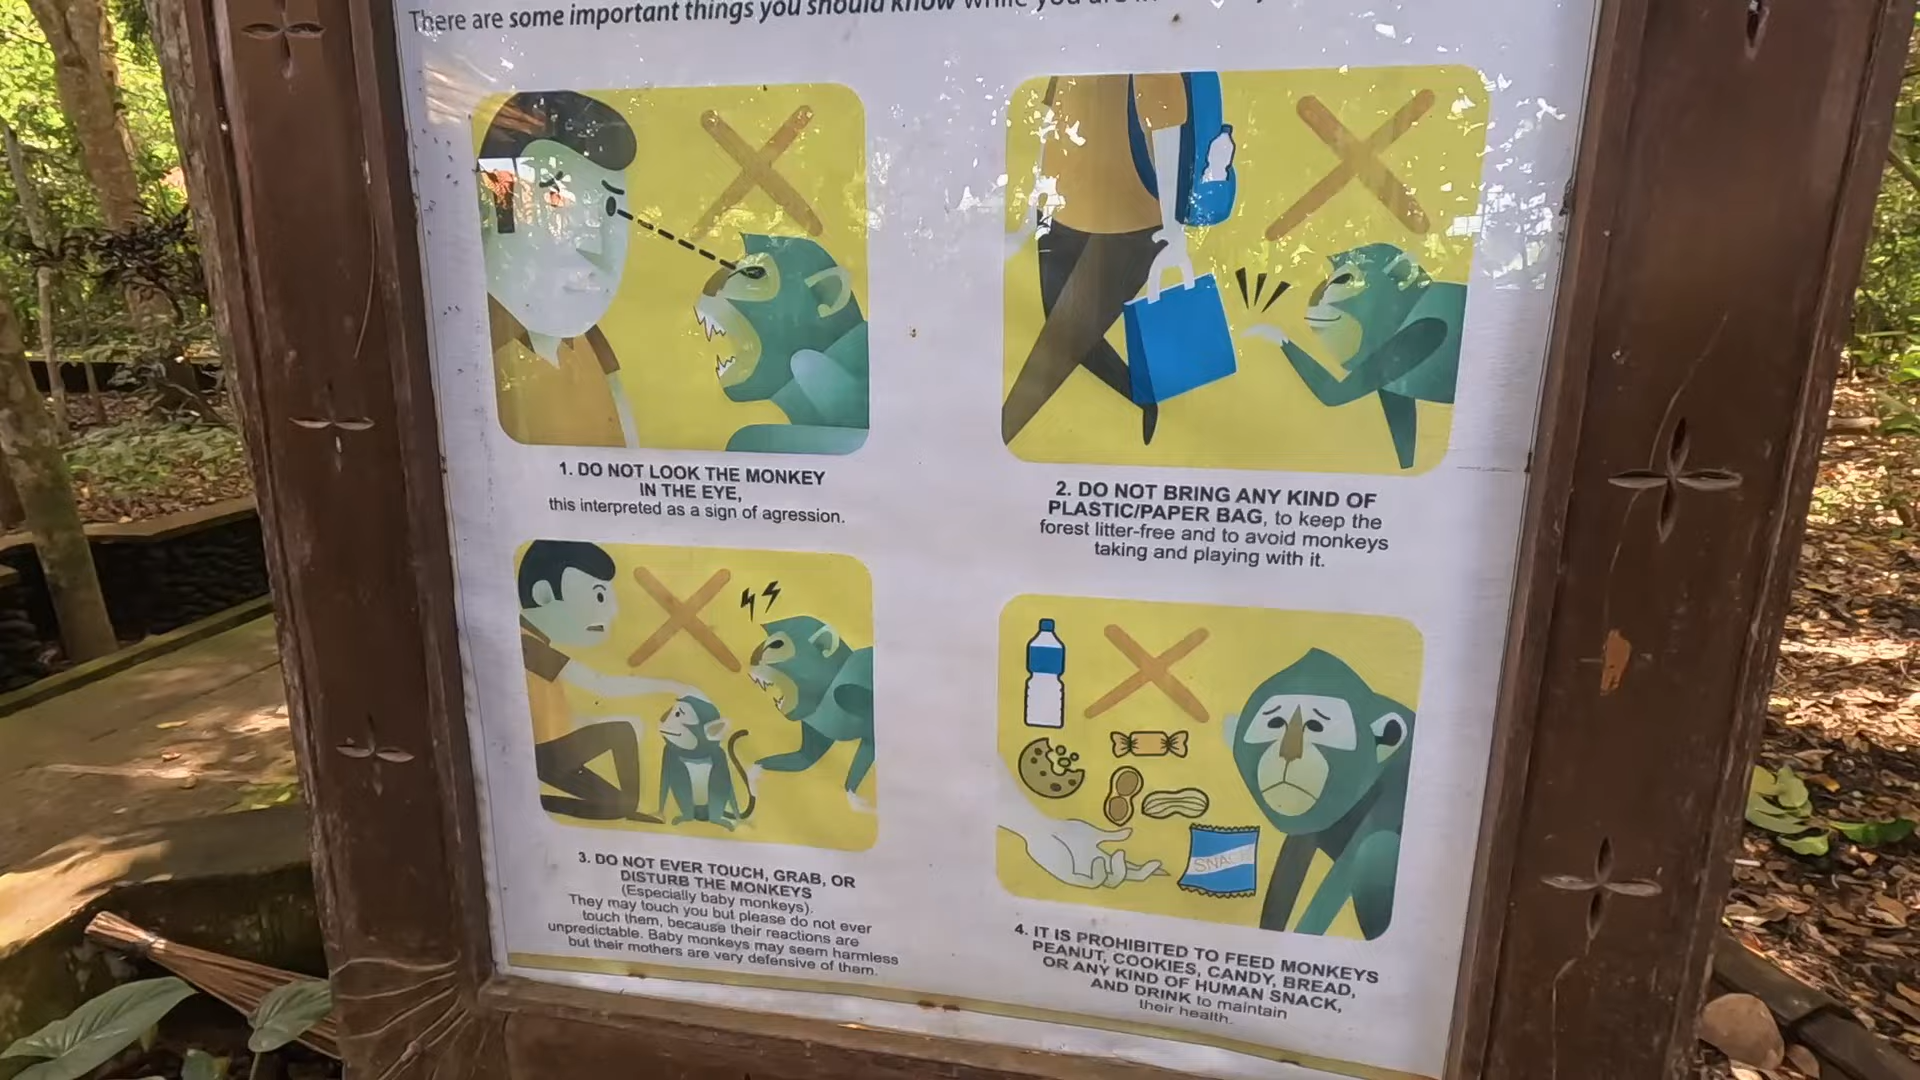 There are some important things you should know while you are in
1. DO NOT LOOK THE MONKEY
IN THE EYE,
this interpreted as a sign of agression.
2. DO NOT BRING ANY KIND OF
PLASTIC/PAPER BAG, to keep the
forest litter-free and to avoid monkeys
taking and playing with it.
SNACK
3. DO NOT EVER TOUCH, GRAB, OR
DISTURB THE MONKEYS
(Especially baby monkeys).
They may touch you but please do not ever
touch them, because their reactions are
unpredictable. Baby monkeys may seem harmless
but their mothers are very defensive of them.
4. IT IS PROHIBITED TO FEED MONKEYS
PEANUT, COOKIES, CANDY, BREAD,
OR ANY KIND OF HUMAN SNACK,
AND DRINK to maintain
their health.